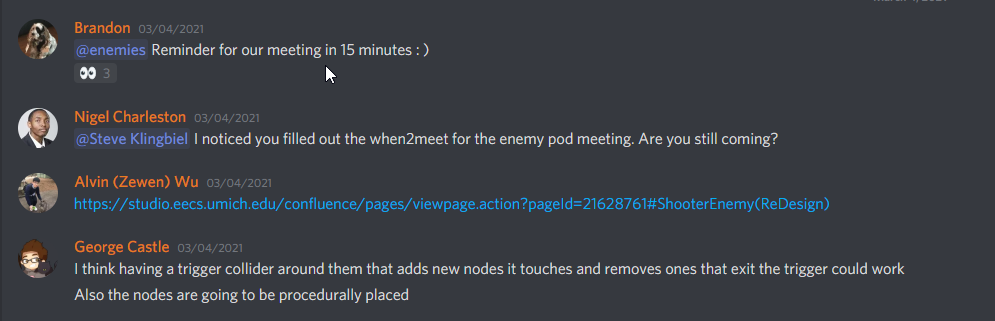 Brandon 03/04/2021
@enemies Reminder for our meeting in 15 minutes : )
3
Nigel Charleston 03/04/2021
@Steve Klingbiel I noticed you filled out the when2meet for the enemy pod meeting. Are you still coming?
Alvin (Zewen) Wu 03/04/2021
https://studio.eecs.umich.edu/confluence/pages/viewpage.action?pageId=21628761#ShooterEnemy(ReDesign)
George Castle 03/04/2021
I think having a trigger collider around them that adds new nodes it touches and removes ones that exit the trigger could work
Also the nodes are going to be procedurally placed